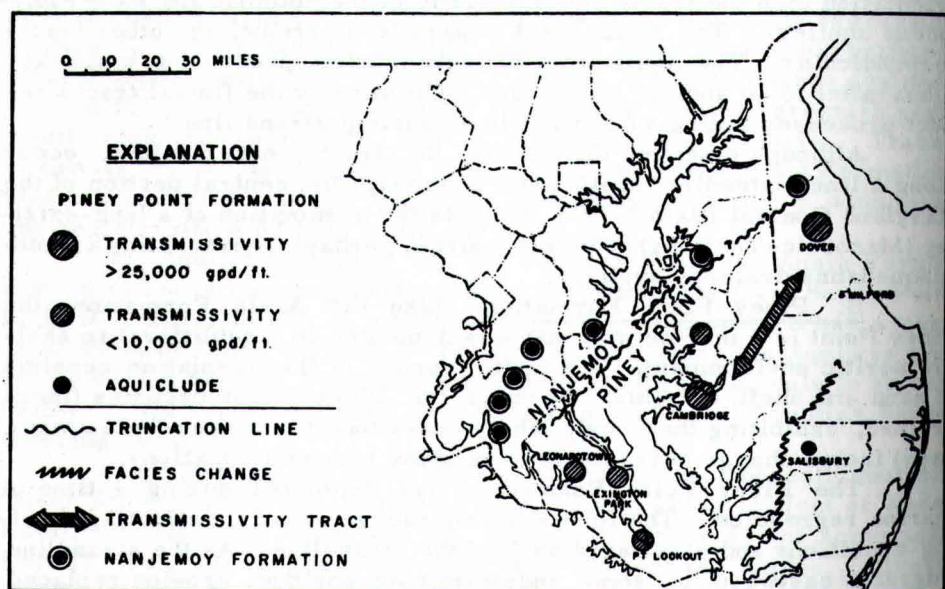 0 10 30 MILES
EXPLANATION
PINEY POINT FORMATION
TRANSMISSIVITY
>25,000 gpd/ft.
TRANSMISSIVITY
<10,000 gpd/ft.
AQUICLUDE
TRUNCATION LINE
FACIES CHANGE
TRANSMISSIVITY TRACT
NANJEMOY FORMATION
DOVER
MILFORD
NANJEMOY
PINEY POINT
CAMBRIDGE
SALISBURY
LEONARDTOWN
LEXINGTON
PARK
PT LOOKOUT